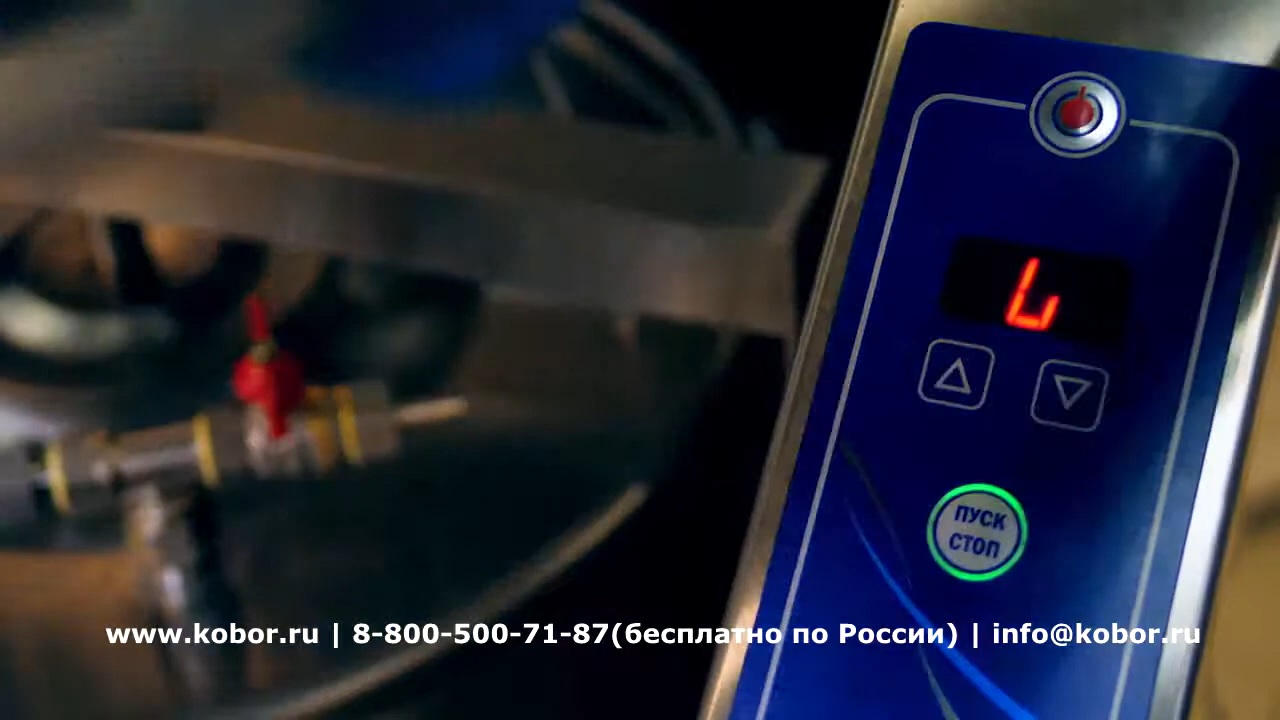 ПУСК
СТОП
www.kobor.ru | 8-800-500-71-87(бесплатно по России) | info@kobor.ru